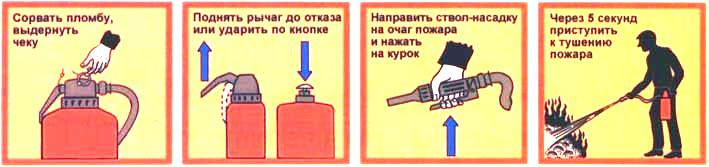 Сорвать пломбу,
выдернуть
чеку
Поднять рычаг до отказа
или ударить по кнопке
Направить ствол-насадку
на очаг пожара
и нажать
на курок
Через 5 секунд
приступить
к тушению
пожара